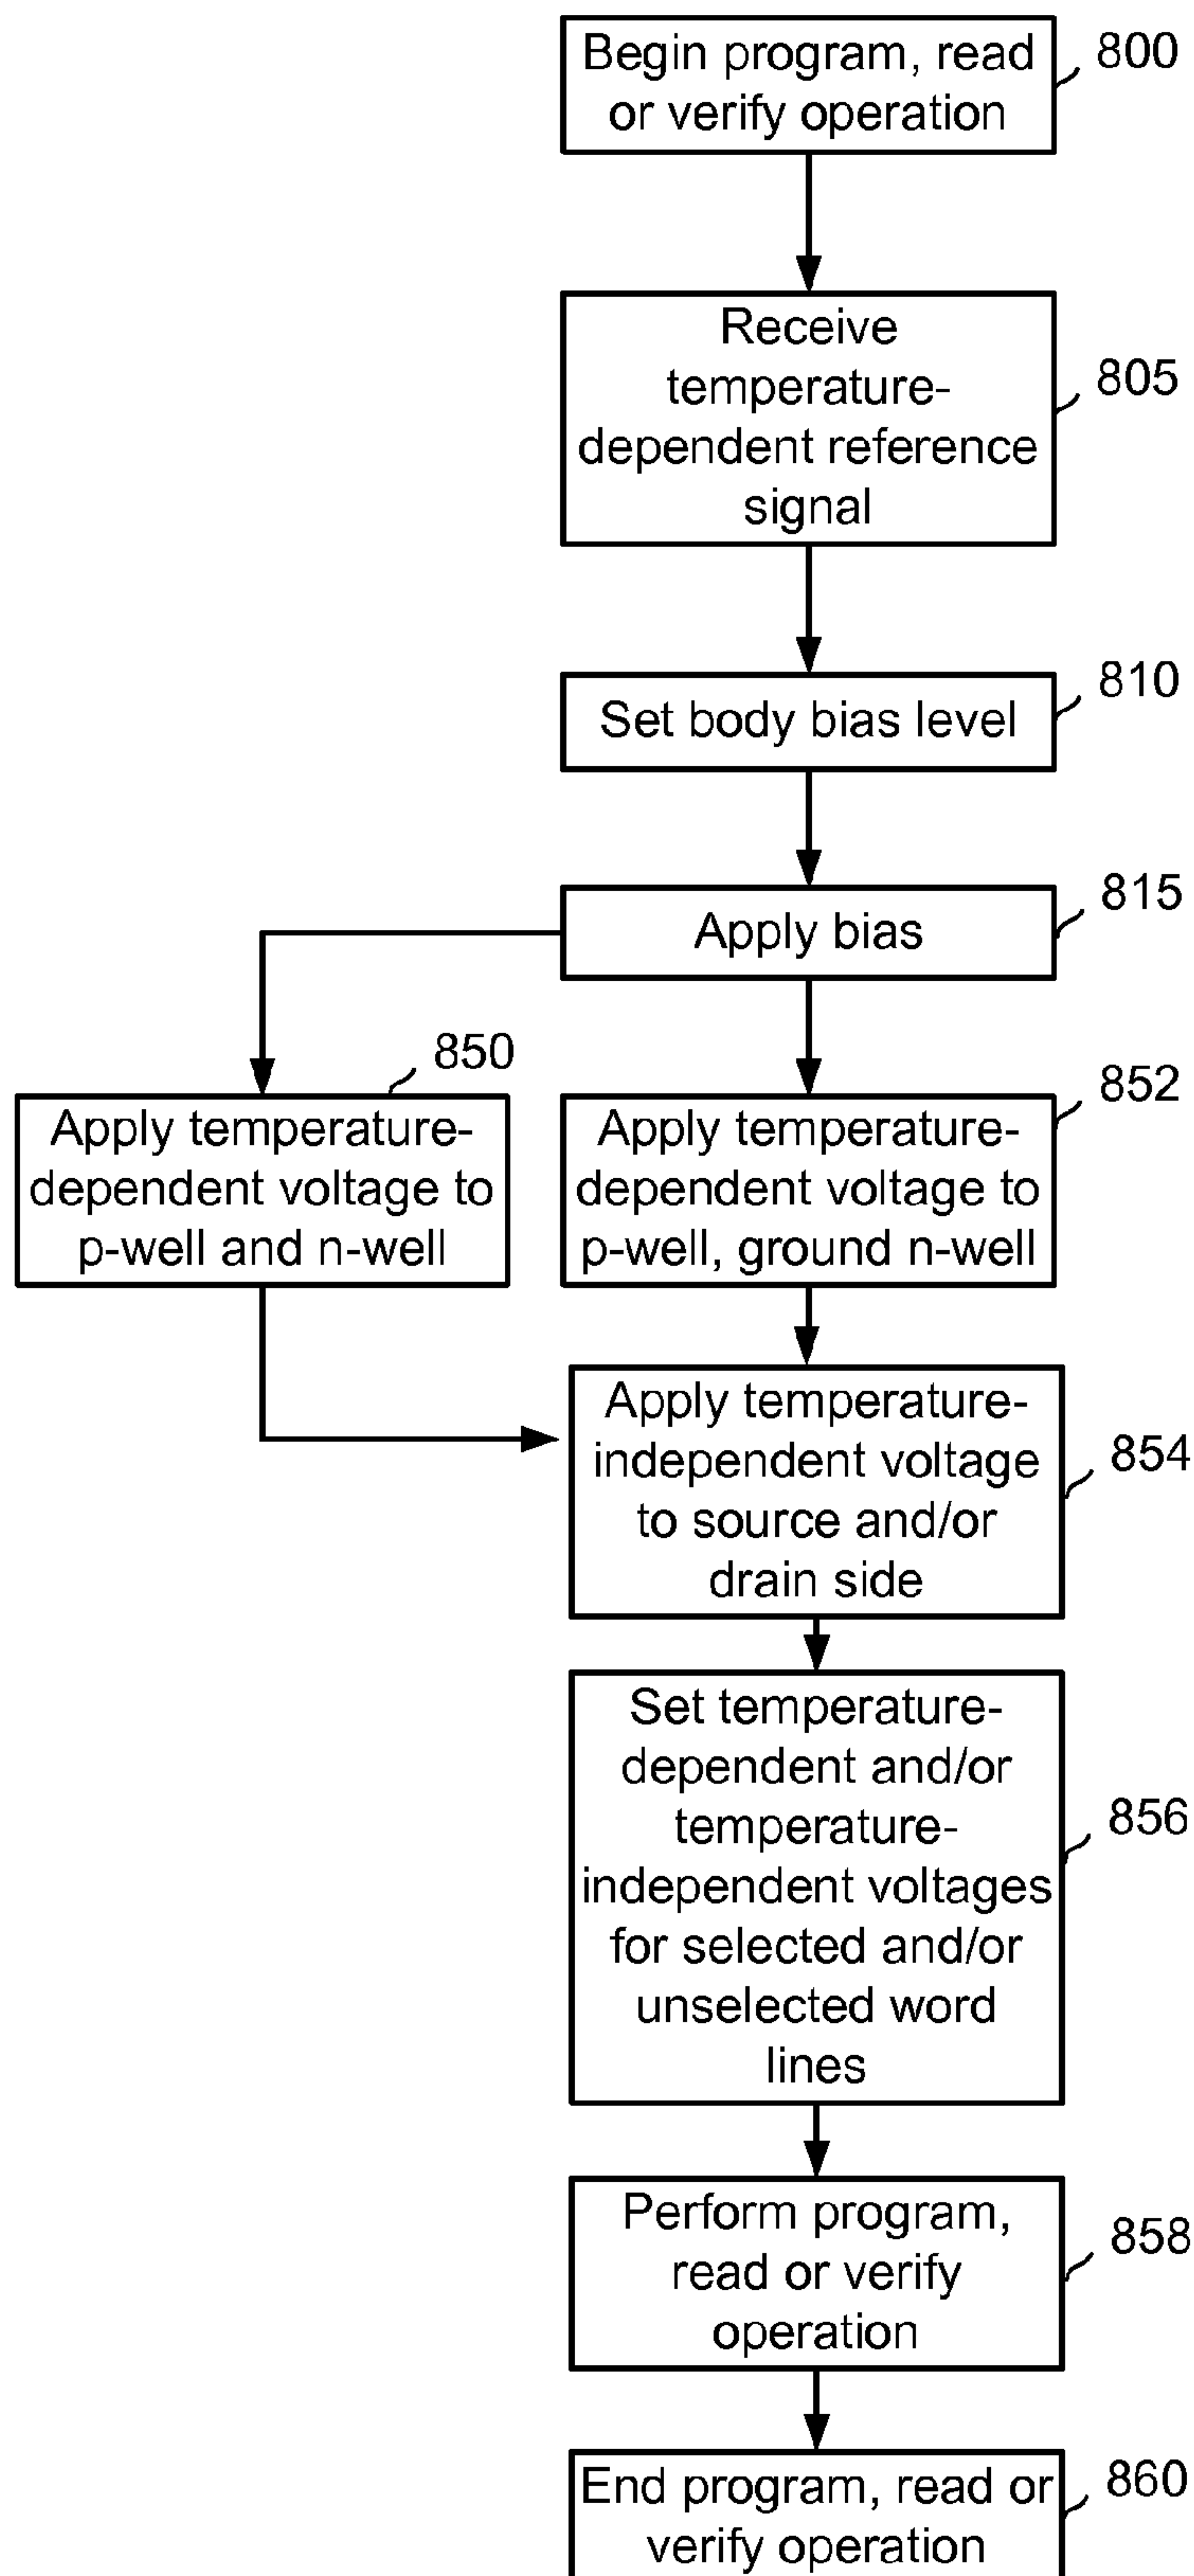 Begin program, read
or verify operation
800
Receive
temperature-
dependent reference
signal
805
Set body bias level
810
Apply bias
815
850
Apply temperature-
dependent voltage to
p-well and n-well
852
Apply temperature-
dependent voltage to
p-well, ground n-well
Apply temperature-
independent voltage
to source and/or
drain side
854
Set temperature-
dependent and/or
temperature-
independent voltages
for selected and/or
unselected word
lines
856
Perform program,
read or verify
operation
858
End program, read or
verify operation
860